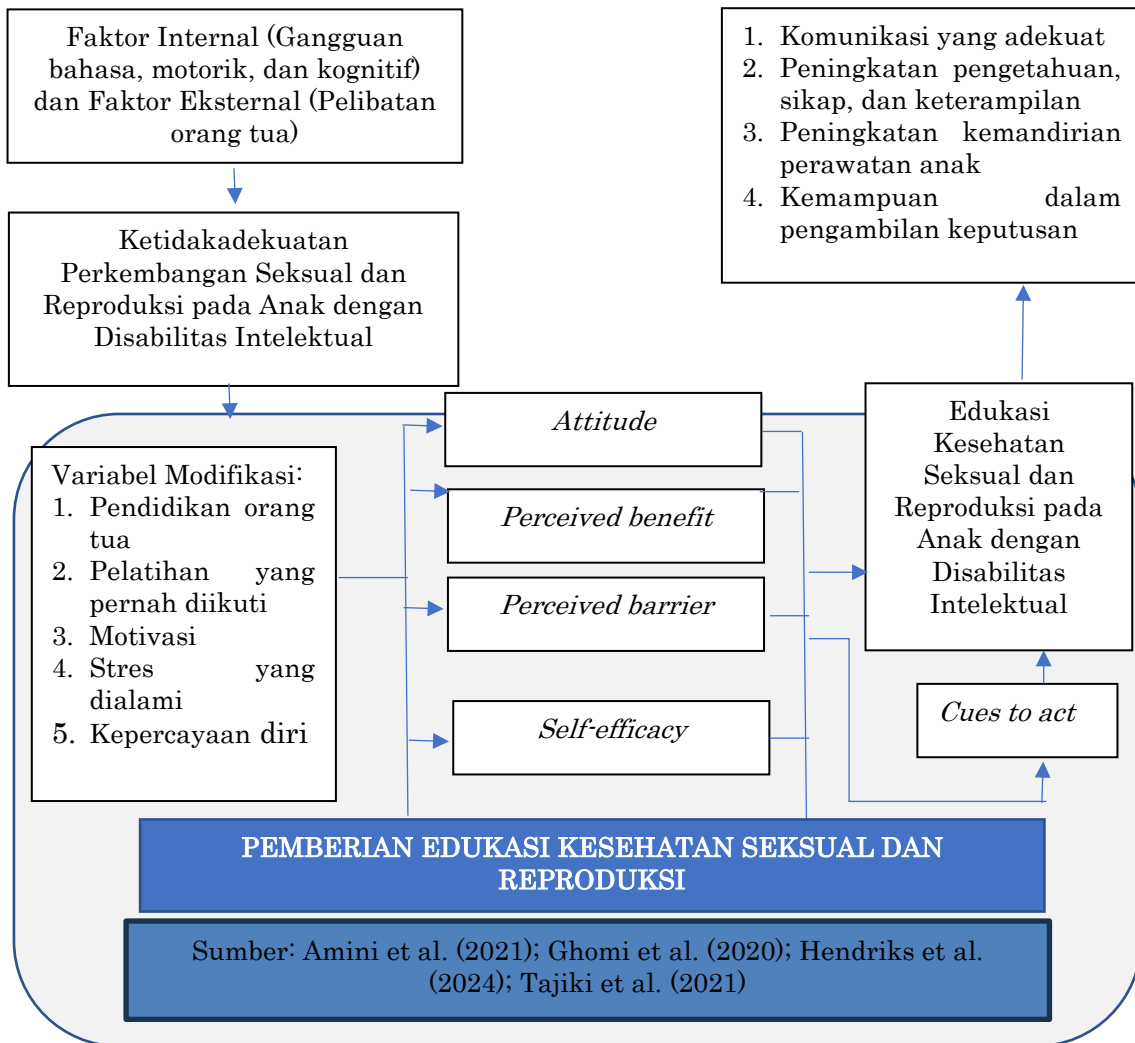 Faktor Internal (Gangguan
bahasa, motorik, dan kognitif)
dan Faktor Eksternal (Pelibatan
orang tua)
Ketidakadekuatan
Perkembangan Seksual dan
Reproduksi pada Anak dengan
Disabilitas Intelektual
Variabel Modifikasi:
1. Pendidikan orang
tua
2. Pelatihan yang
pernah diikuti
3. Motivasi
4. Stres yang
dialami
5. Kepercayaan diri
Attitude
Perceived benefit
Perceived barrier
Self-efficacy
Edukasi
Kesehatan
Seksual dan
Reproduksi pada
Anak dengan
Disabilitas
Intelektual
Cues to act
1. Komunikasi yang adekuat
2. Peningkatan pengetahuan,
sikap, dan keterampilan
3. Peningkatan kemandirian
perawatan anak
4. Kemampuan dalam
pengambilan keputusan
PEMBERIAN EDUKASI KESEHATAN SEKSUAL DAN
REPRODUKSI
Sumber: Amini et al. (2021); Ghomi et al. (2020); Hendriks et al.
(2024); Tajiki et al. (2021)